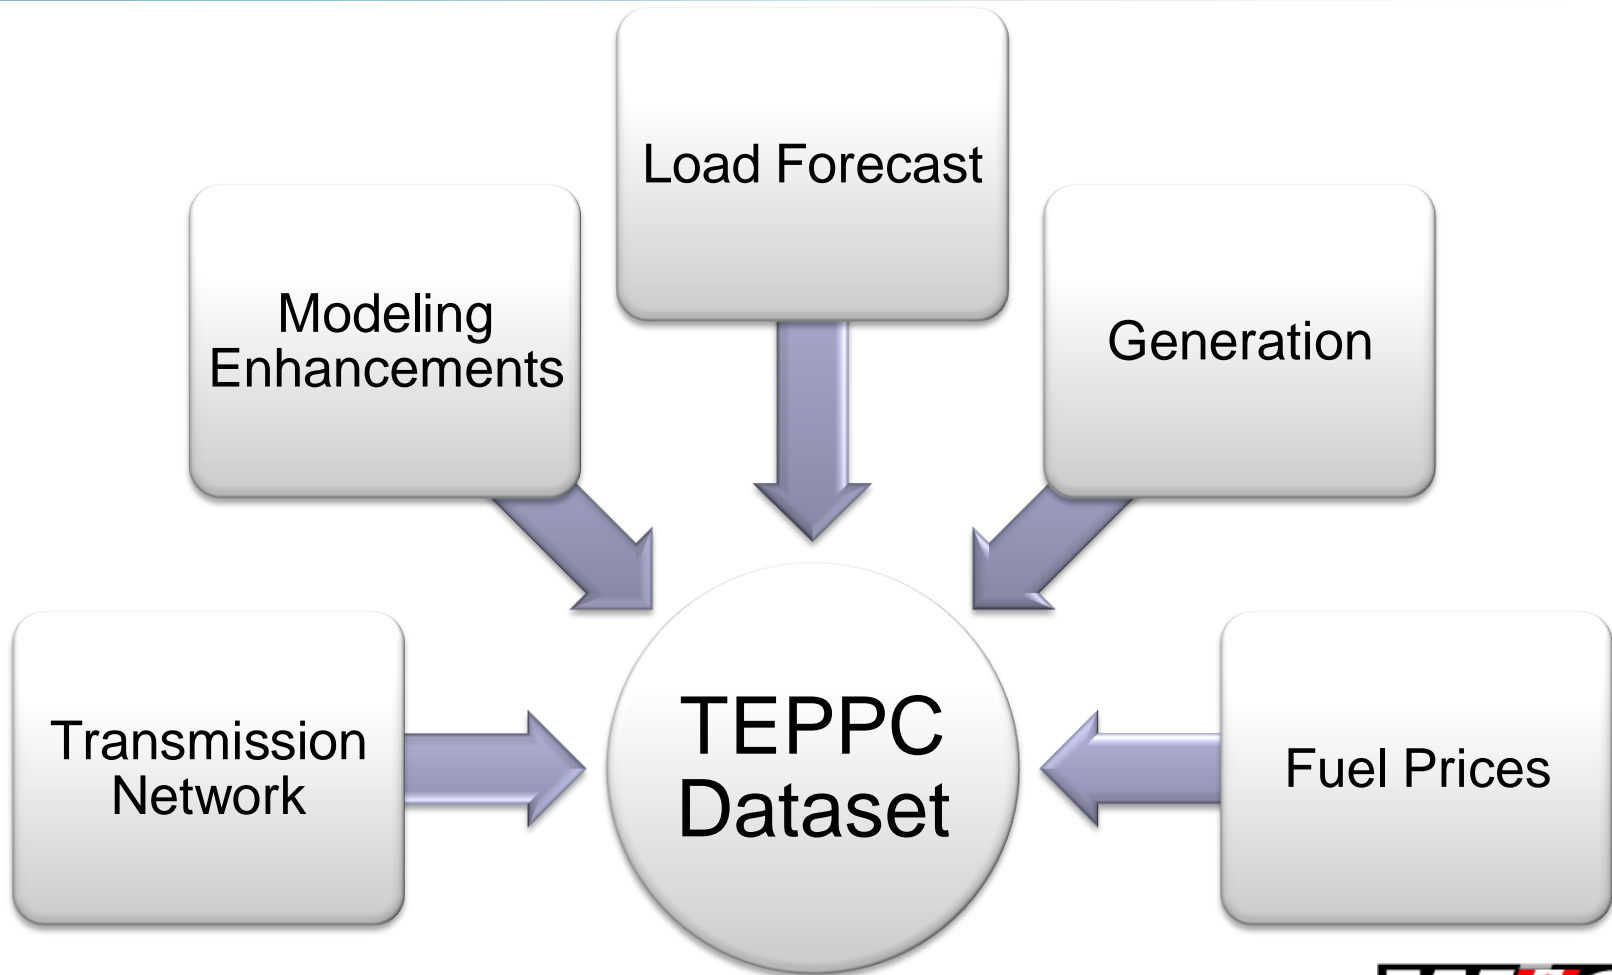 Load Forecast
Modeling
Enhancements
Generation
Transmission
Network
TEPPC
Dataset
Fuel Prices